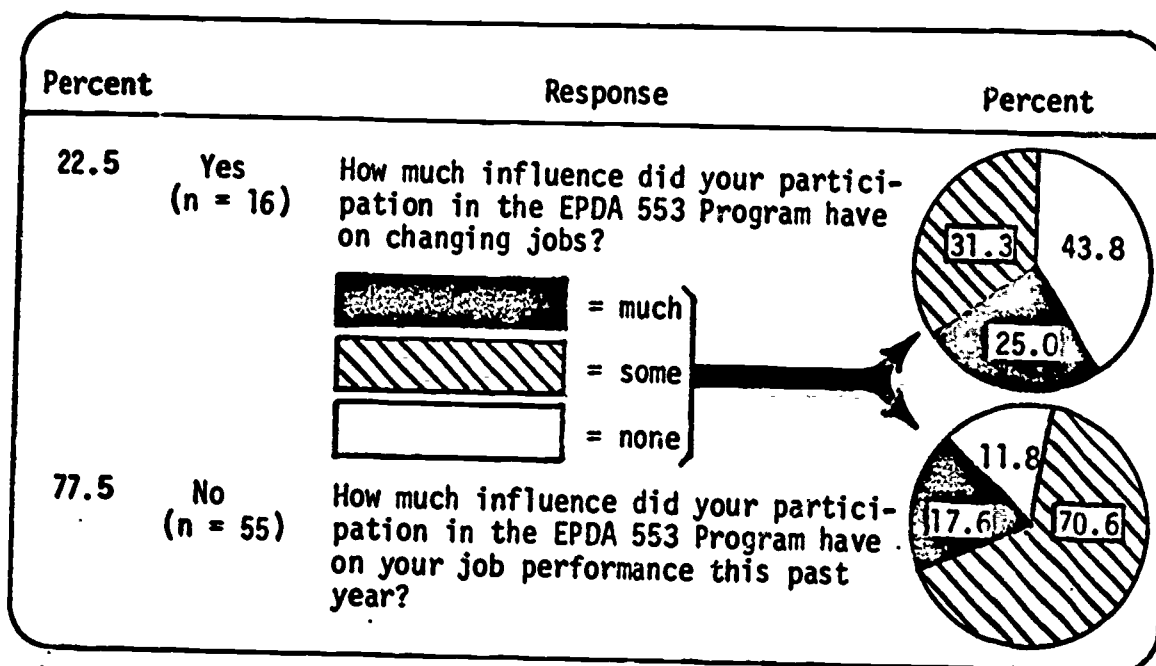 Percent Response Percent
22.5 Yes How much influence did your partici-
(n = 16) pation in the EPDA 553 Program have
on changing jobs?
31.3 43.8
25.0
= much
= some
= none
11.8
17.6 70.6
77.5 No How much influence did your partici-
(n = 55) pation in the EPDA 553 Program have
on your job performance this past
year?